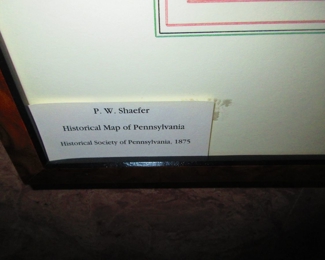 P. W. Shaefer
Historical Map of Pennsylvania
Historical Society of Pennsylvania, 1875